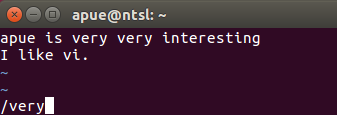 apue@ntsl: ~
apue is very very interesting
I like vi.
~
~
/very